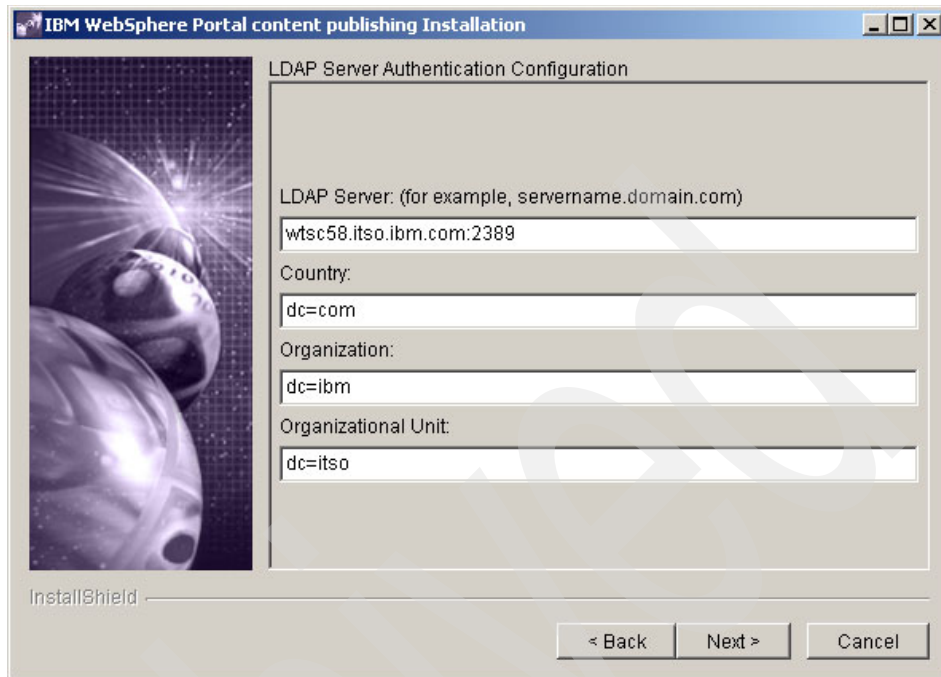 IBM WebSphere Portal content publishing Installation
LDAP Server Authentication Configuration
LDAP Server: (for example, servername.domain.com)
wtsc58.itso.ibm.com:2389
Country:
dc=com
Organization:
dc=ibm
Organizational Unit:
dc=itso
InstallShield
< Back Next > Cancel